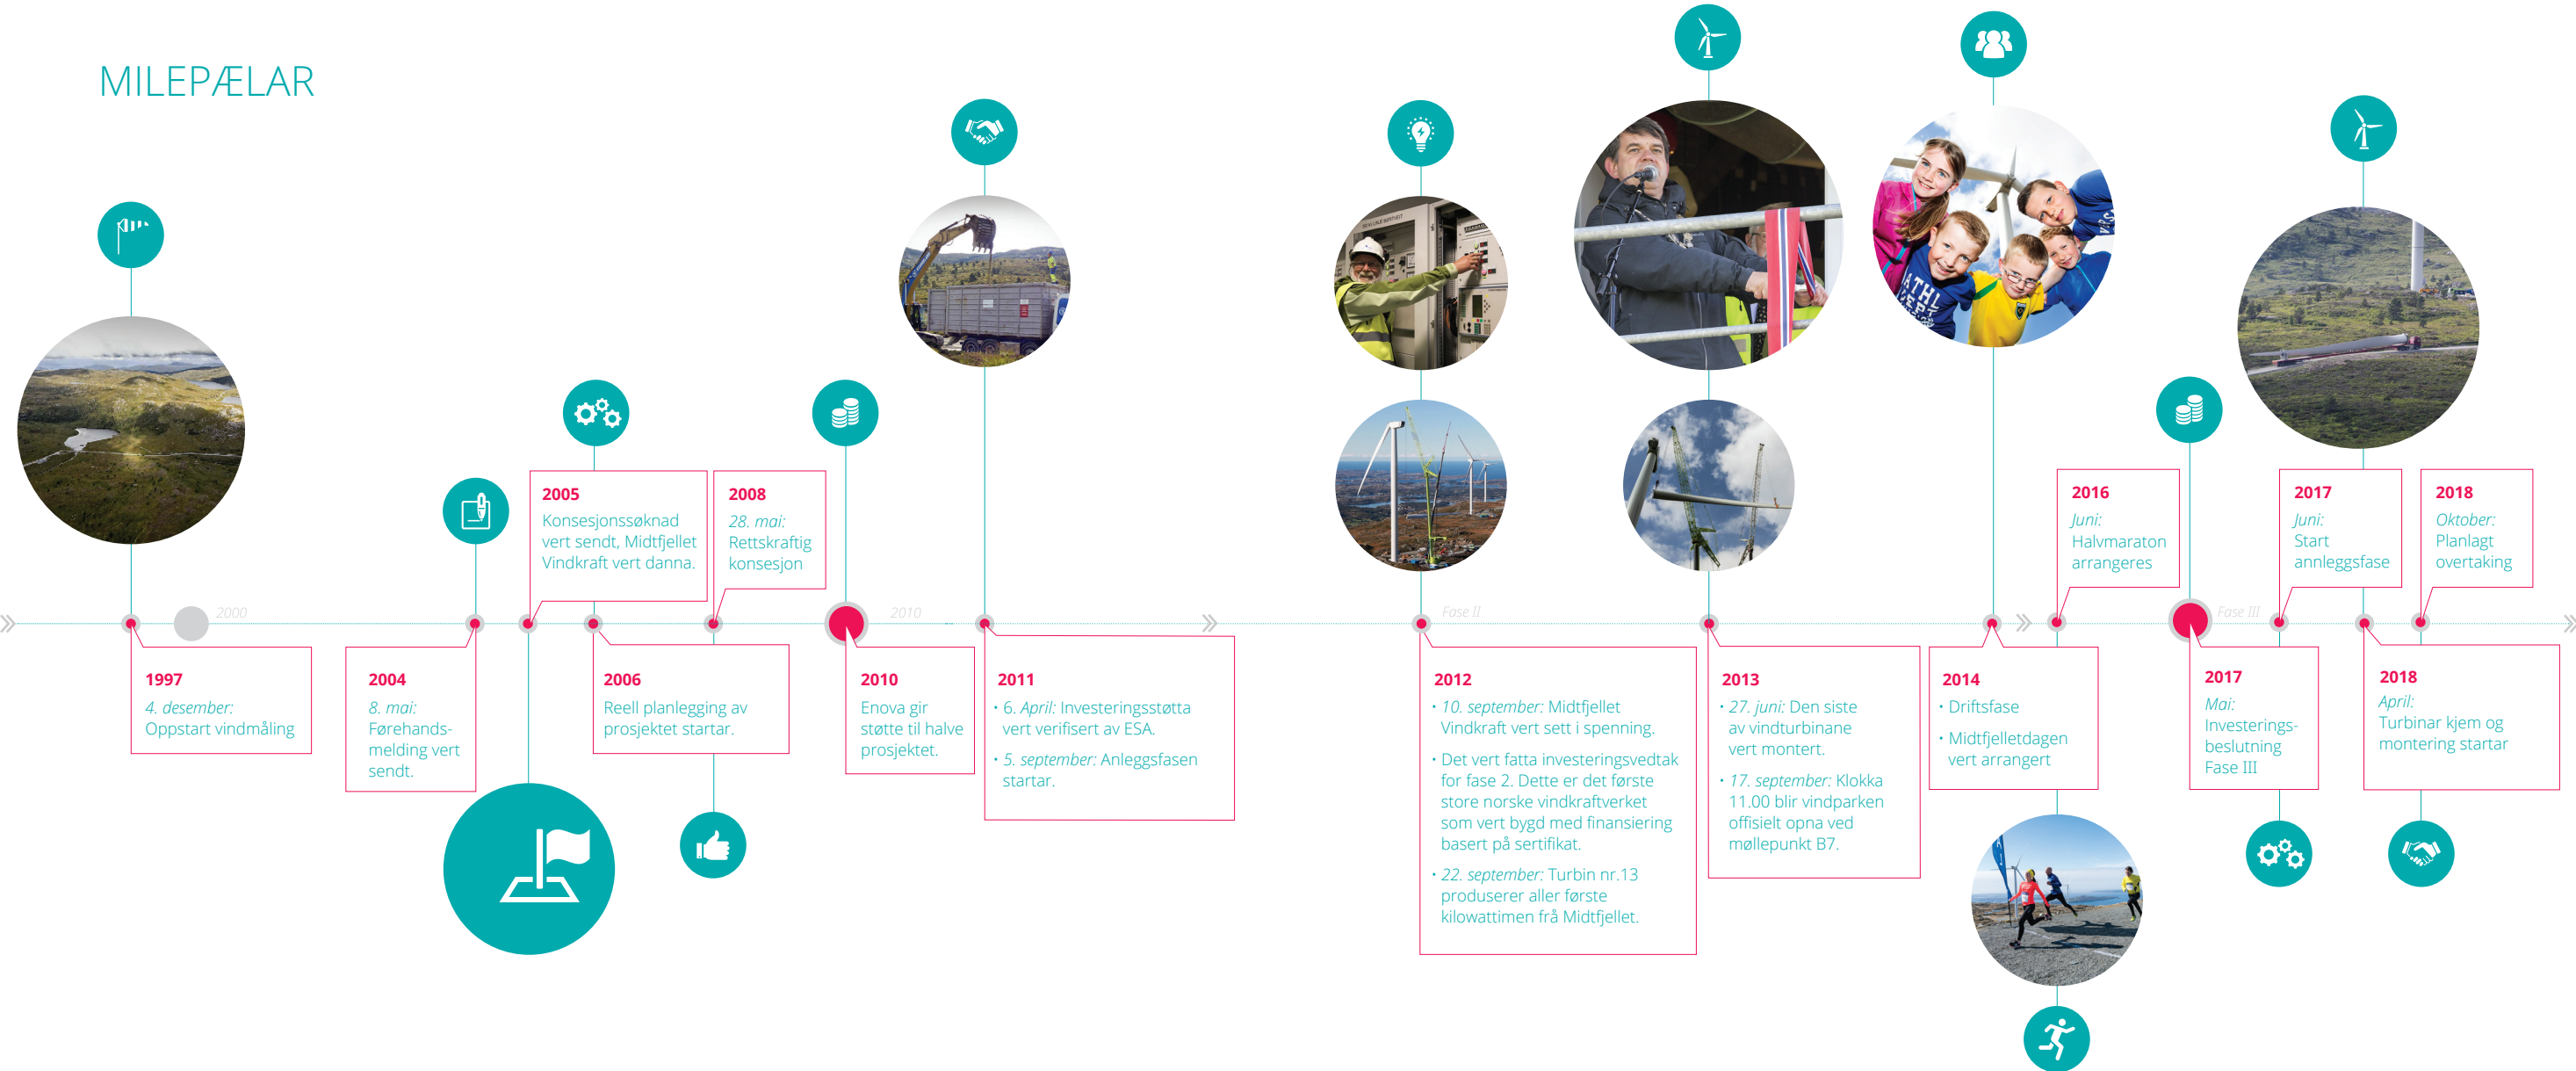 MILEPÆLAR
2000
2010
Fase II
Fase III
1997
4. desember:
Oppstart vindmåling
2004
8. mai:
Førehands-
melding vert
sendt.
2005
Konsesjonssøknad
vert sendt, Midtfjellet
Vindkraft vert danna.
2006
Reell planlegging av
prosjektet startar.
2008
28. mai:
Rettskraftig
konsesjon
2010
Enova gir
støtte til halve
prosjektet.
2011
• 6. April: Investeringsstøtta
vert verifisert av ESA.
• 5. september: Anleggsfasen
startar.
2012
• 10. september: Midtfjellet
Vindkraft vert sett i spenning.
• Det vert fatta investeringsvedtak
for fase 2. Dette er det første
store norske vindkraftverket
som vert bygd med finansiering
basert på sertifikat.
• 22. september: Turbin nr.13
produserer aller første
kilowattimen frå Midtfjellet.
2013
• 27. juni: Den siste
av vindturbinane
vert montert.
• 17. september: Klokka
11.00 blir vindparken
offisielt opna ved
møllepunkt B7.
2014
• Driftsfase
• Midtfjelletdagen
vert arrangert
2016
Juni:
Halvmaraton
arrangeres
2017
Mai:
Investerings-
beslutning
Fase III
2017
Juni:
Start
annleggsfase
2018
April:
Turbinar kjem og
montering startar
2018
Oktober:
Planlagt
overtaking